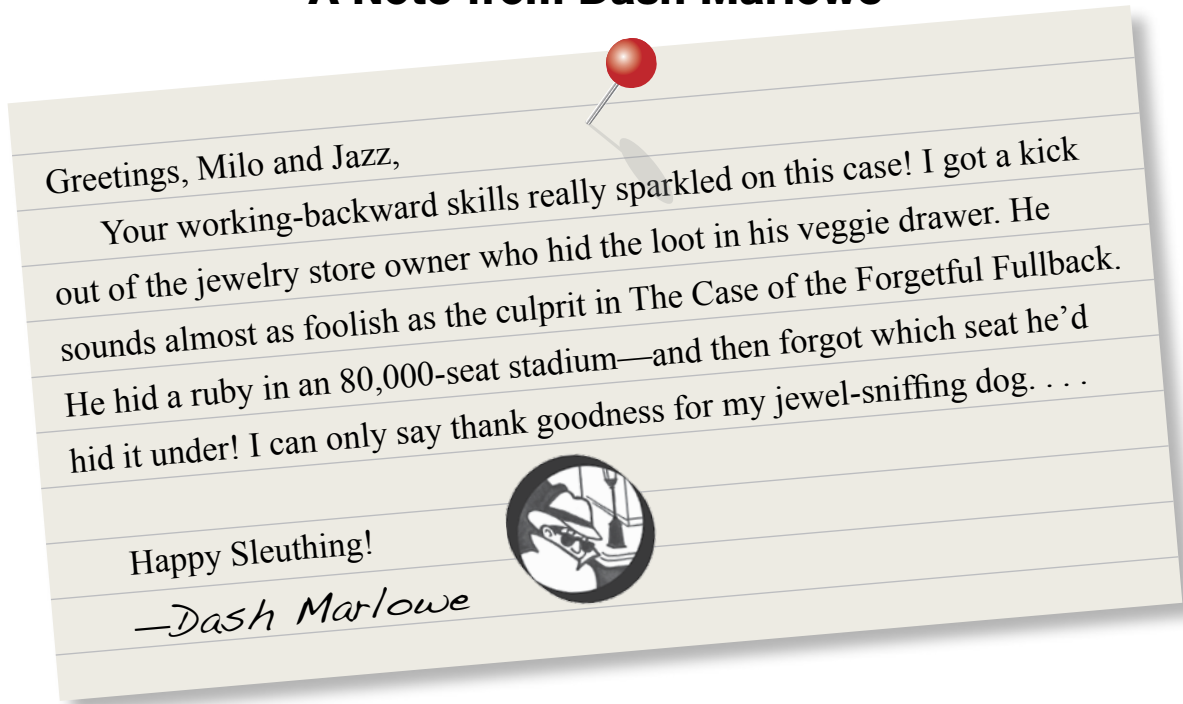 A Note from Dash Marlowe
Greetings, Milo and Jazz,
Your working-backward skills really sparkled on this case! I got a kick
out of the jewelry store owner who hid the loot in his veggie drawer. He
sounds almost as foolish as the culprit in The Case of the Forgetful Fullback.
He hid a ruby in an 80,000-seat stadium—and then forgot which seat he’d
hid it under! I can only say thank goodness for my jewel-sniffing dog. . . .
Happy Sleuthing!
—Dash Marlowe